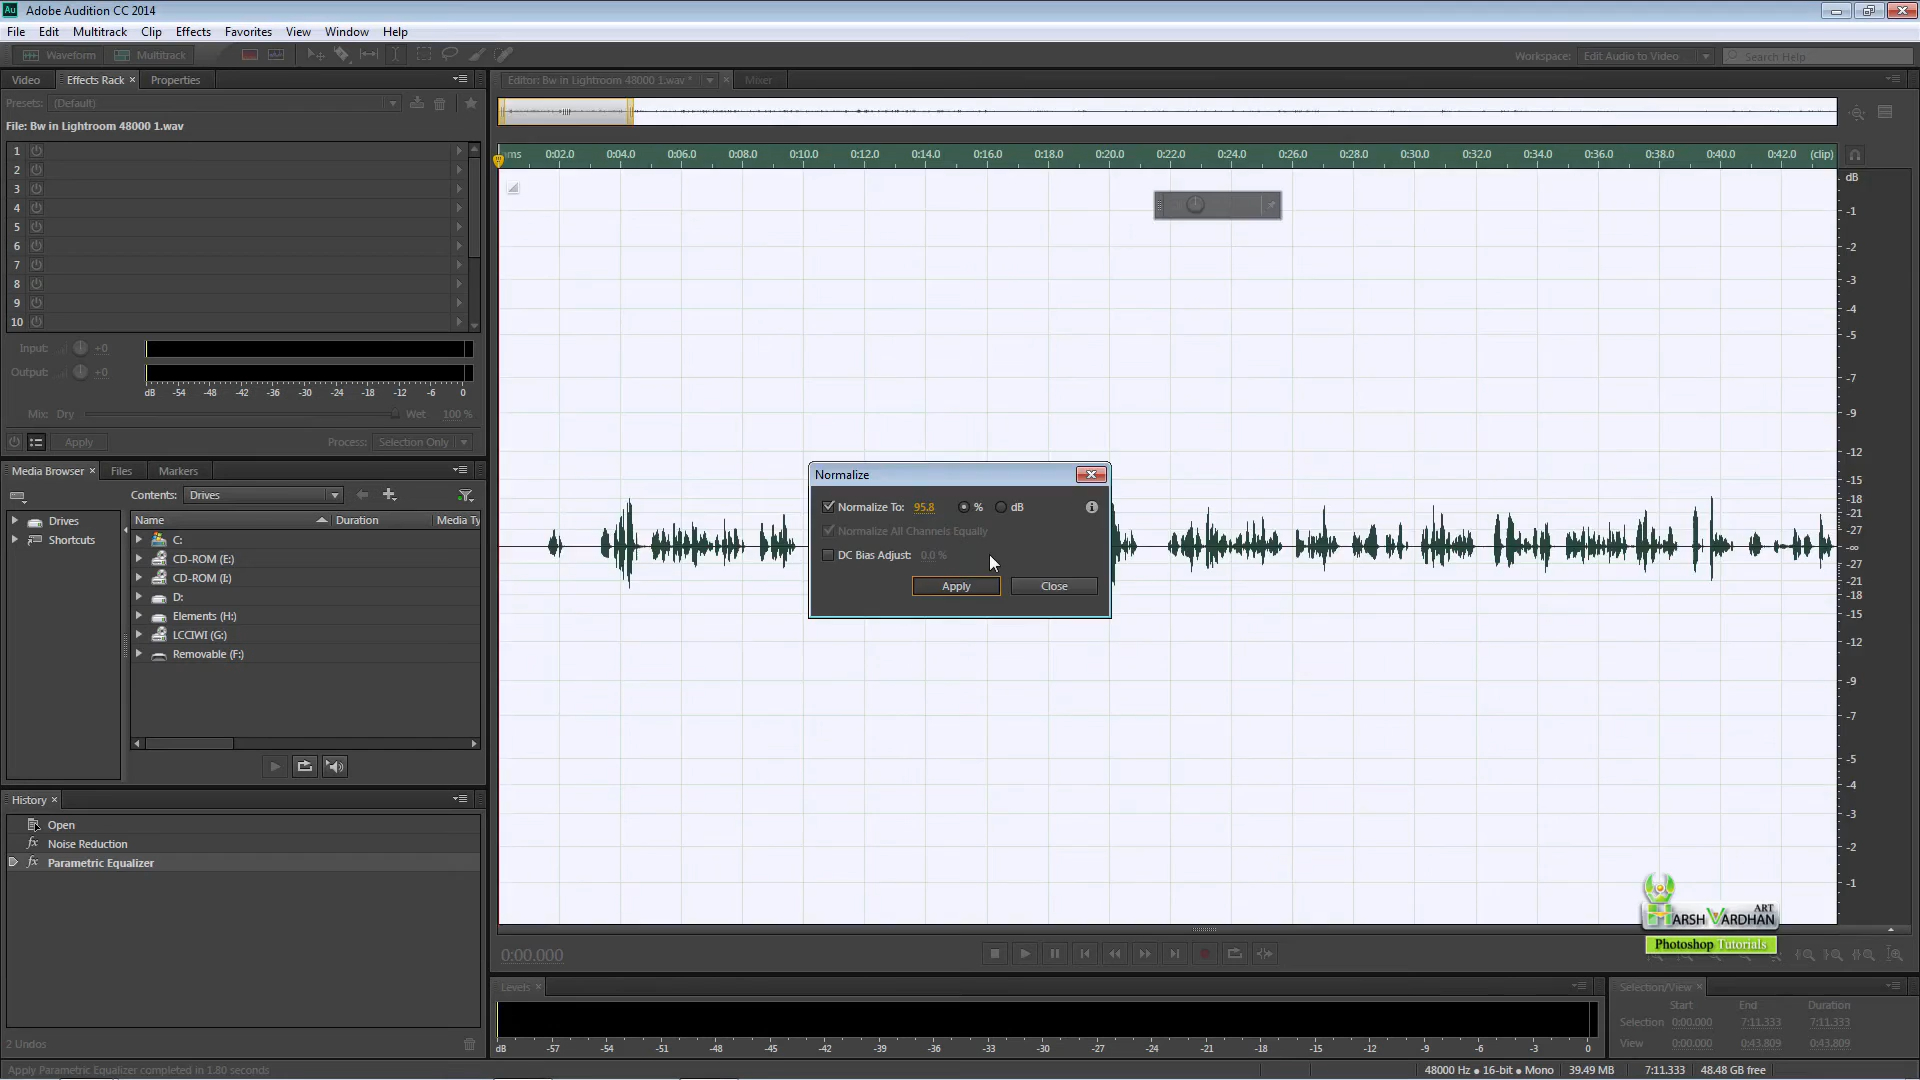 Adobe Audition CC 2014
File Edit Multitrack Clip Effects Favorites View Window Help
Waveform Multitrack Workspace: Edit Audio to Video Search Help
Video Effects Rack Properties Editor: Bw in Lightroom 48000 1.wav * Mixer
Presets: (Default)
File: Bw in Lightroom 48000 1.wav
1
2
3
4
5
6
7
8
9
10
hms 0:02.0 0:04.0 0:06.0 0:08.0 0:10.0 0:12.0 0:14.0 0:16.0 0:18.0 0:20.0 0:22.0 0:24.0 0:26.0 0:28.0 0:30.0 0:32.0 0:34.0 0:36.0 0:38.0 0:40.0 0:42.0 (clip)
dB
-1
-2
-3
-4
-5
-7
-9
-12
-15
-18
-21
-27
-∞
-27
-21
-18
-15
-12
-9
-7
-5
-4
-3
-2
-1
Input: +0
Output: +0
dB -54 -48 -42 -36 -30 -24 -18 -12 -6 0
Mix: Dry Wet 100 %
Apply Process: Selection Only
Media Browser Files Markers
Contents: Drives
Drives
Shortcuts
Name Duration Media Ty
C:
CD-ROM (E:)
CD-ROM (I:)
D:
Elements (H:)
LCCIWI (G:)
Removable (F:)
Normalize
Normalize To: 95.8 % dB
Normalize All Channels Equally
DC Bias Adjust: 0.0 %
Apply Close
History
Open
Noise Reduction
Parametric Equalizer
2 Undos
ART
HARSH VARDHAN
Photoshop Tutorials
0:00.000
Levels
dB -57 -54 -51 -48 -45 -42 -39 -36 -33 -30 -27 -24 -21 -18 -15 -12 -9 -6 -3 0
Selection/View
Start End Duration
Selection 0:00.000 7:11.333 7:11.333
View 0:00.000 0:43.809 0:43.809
Apply Parametric Equalizer completed in 1.80 seconds
48000 Hz • 16-bit • Mono 39.49 MB 7:11.333 48.48 GB free